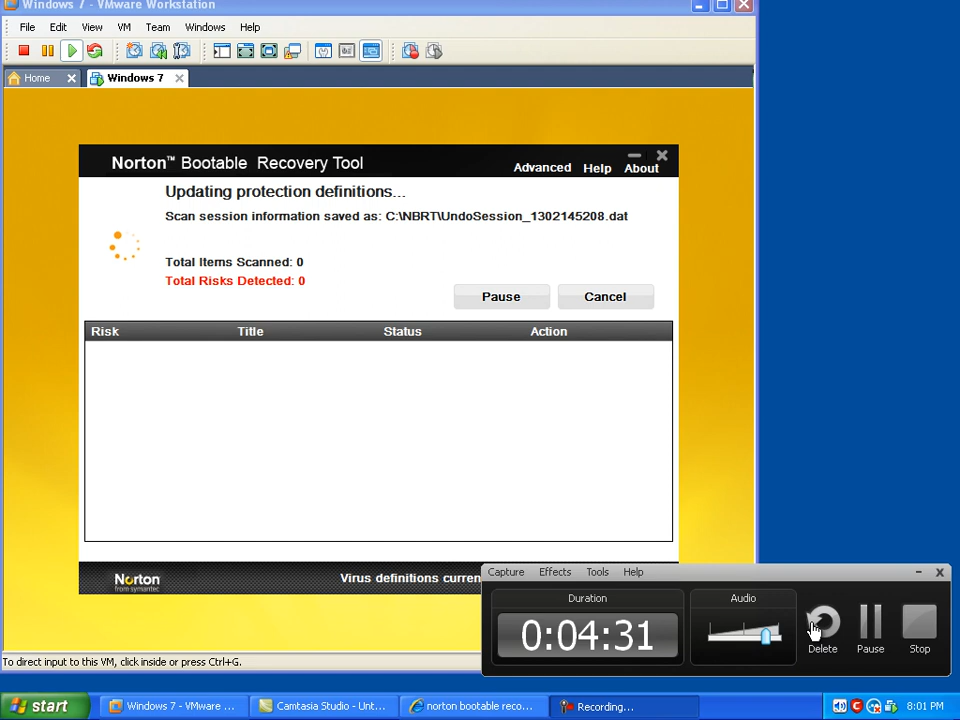 Windows 7 - VMware Workstation
File Edit View VM Team Windows Help
Home Windows 7
Norton™ Bootable Recovery Tool
Advanced Help About
Updating protection definitions...
Scan session information saved as: C:\NBRT\UndoSession_1302145208.dat
Total Items Scanned: 0
Total Risks Detected: 0
Pause Cancel
Risk Title Status Action
Norton
from symantec
Virus definitions curren
Capture Effects Tools Help
Duration
0:04:31
Audio
Delete Pause Stop
To direct input to this VM, click inside or press Ctrl+G.
start Windows 7 - VMware ... Camtasia Studio - Unt... norton bootable reco... Recording... 8:01 PM